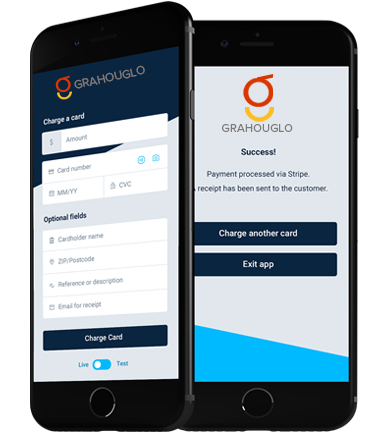 GRAHOUGLO
Charge a card
$ Amount
Card number
MM/YY CVC
Optional fields
Cardholder name
ZIP/Postcode
Reference or description
Email for receipt
Charge Card
Live Test
GRAHOUGLO
Success!
Payment processed via Stripe.
receipt has been sent to the customer.
Charge another card
Exit app